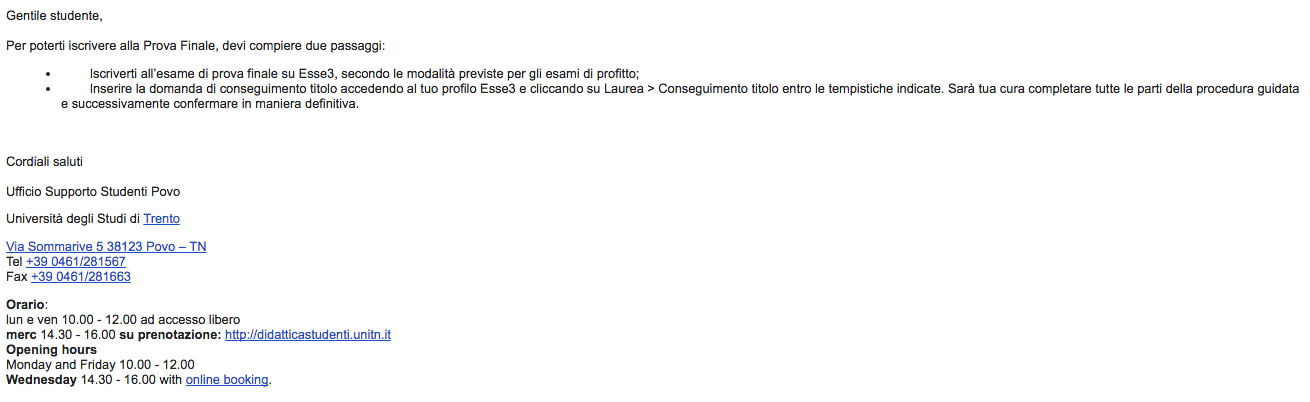 Gentile studente,
Per poterti iscrivere alla Prova Finale, devi compiere due passaggi:
• Iscriverti all'esame di prova finale su Esse3, secondo le modalità previste per gli esami di profitto;
• Inserire la domanda di conseguimento titolo accedendo al tuo profilo Esse3 e cliccando su Laurea > Conseguimento titolo entro le tempistiche indicate. Sarà tua cura completare tutte le parti della procedura guidata
e successivamente confermare in maniera definitiva.
Cordiali saluti
Ufficio Supporto Studenti Povo
Università degli Studi di Trento
Via Sommarive 5 38123 Povo – TN
Tel +39 0461/281567
Fax +39 0461/281663
Orario:
lun e ven 10.00 - 12.00 ad accesso libero
merc 14.30 - 16.00 su prenotazione: http://didatticastudenti.unitn.it
Opening hours
Monday and Friday 10.00 - 12.00
Wednesday 14.30 - 16.00 with online booking.